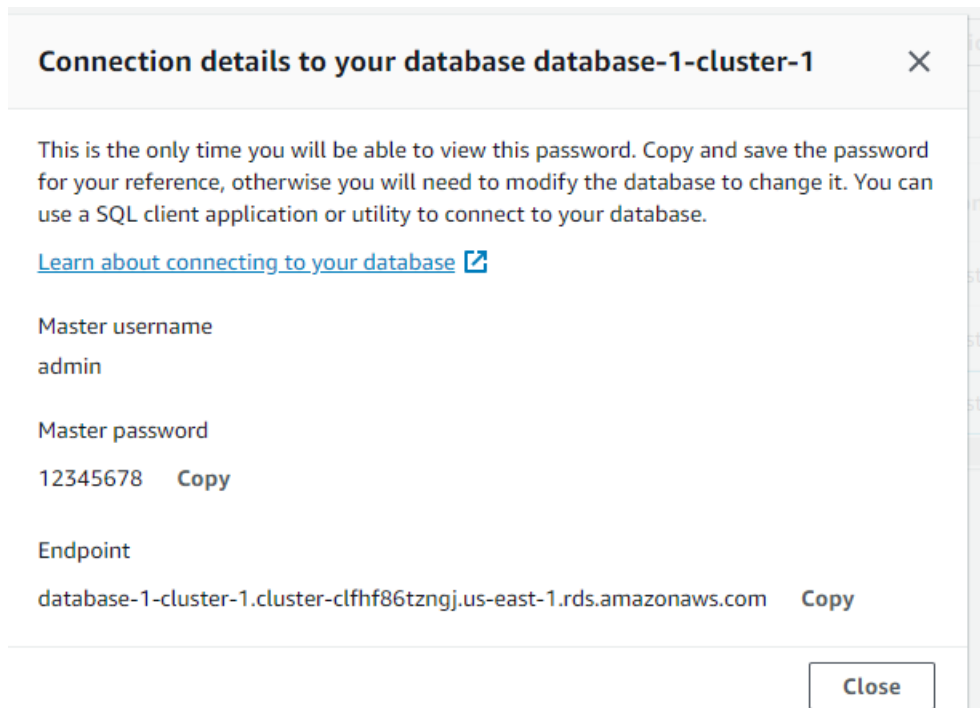 Connection details to your database database-1-cluster-1
This is the only time you will be able to view this password. Copy and save the password
for your reference, otherwise you will need to modify the database to change it. You can
use a SQL client application or utility to connect to your database.
Learn about connecting to your database
Master username
admin
Master password
12345678 Copy
Endpoint
database-1-cluster-1.cluster-clfhf86tzngj.us-east-1.rds.amazonaws.com Copy
Close